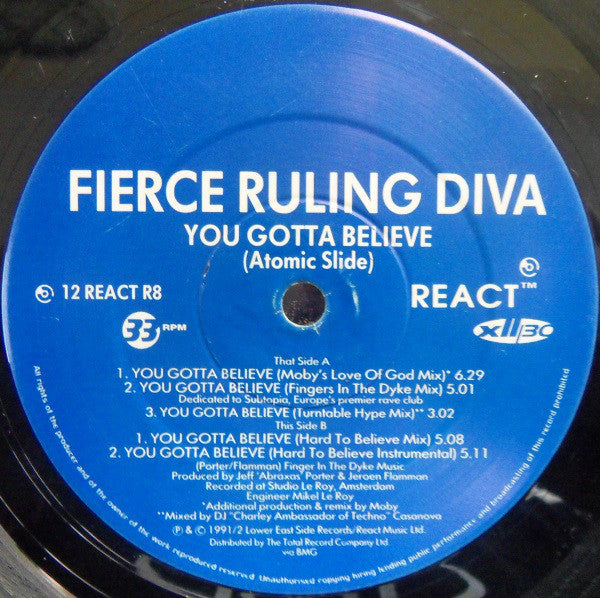 FIERCE RULING DIVA
YOU GOTTA BELIEVE
(Atomic Slide)
12 REACT R8
REACT™
33 RPM
That Side A
1. YOU GOTTA BELIEVE (Moby's Love Of God Mix)* 6.29
2. YOU GOTTA BELIEVE (Fingers In The Dyke Mix) 5.01
Dedicated to Subtopia, Europe's premier rave club
3. YOU GOTTA BELIEVE (Turntable Hype Mix)** 3.02
This Side B
1. YOU GOTTA BELIEVE (Hard To Believe Mix) 5.08
2. YOU GOTTA BELIEVE (Hard To Believe Instrumental) 5.11
(Porter/Flamman) Finger In The Dyke Music
Produced by Jeff 'Abraxas' Porter & Jeroen Flamman
Recorded at Studio Le Roy, Amsterdam
Engineer Mikel Le Roy
*Additional production & remix by Moby
**Mixed by DJ "Charley Ambassador of Techno" Casanova
℗ & © 1991/2 Lower East Side Records/React Music Ltd.
Distributed by The Total Record Company Ltd.
via BMG
All rights of the producer and of the owner of the work reproduced reserved. Unauthorised copying hiring lending public performance and broadcasting of this record prohibited